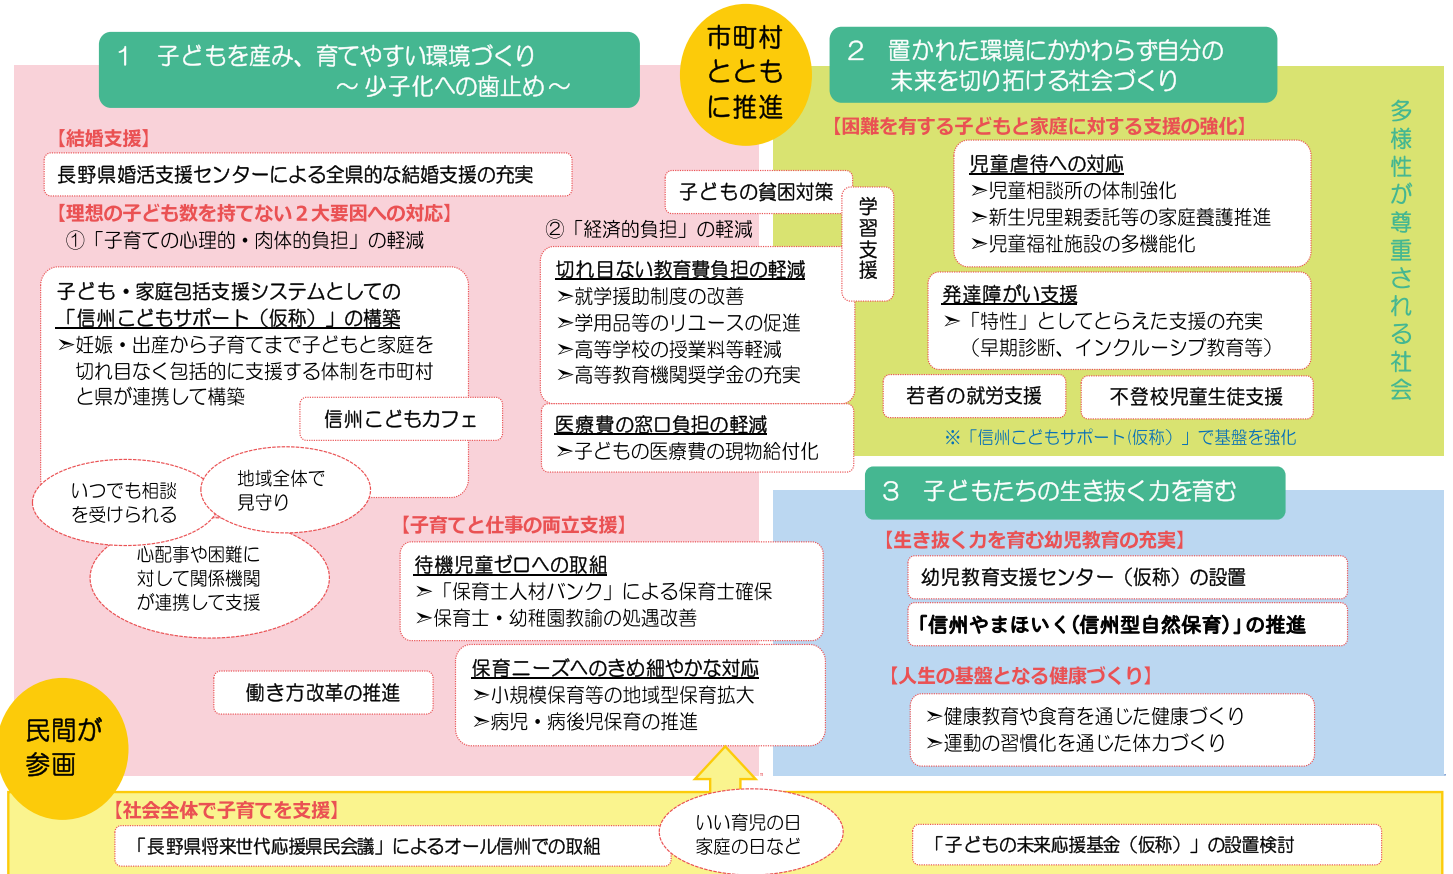 市町村
ととも
に推進
1 子どもを産み、育てやすい環境づくり
～少子化への歯止め～
【結婚支援】
長野県婚活支援センターによる全県的な結婚支援の充実
【理想の子ども数を持てない２大要因への対応】
①「子育ての心理的・肉体的負担」の軽減
子ども・家庭包括支援システムとしての
「信州こどもサポート（仮称）」の構築
➣妊娠・出産から子育てまで子どもと家庭を
切れ目なく包括的に支援する体制を市町村
と県が連携して構築
信州こどもカフェ
いつでも相談
を受けられる
地域全体で
見守り
心配事や困難に
対して関係機関
が連携して支援
②「経済的負担」の軽減
切れ目ない教育費負担の軽減
➣就学援助制度の改善
➣学用品等のリユースの促進
➣高等学校の授業料等軽減
➣高等教育機関奨学金の充実
医療費の窓口負担の軽減
➣子どもの医療費の現物給付化
子どもの貧困対策
学習支援
【子育てと仕事の両立支援】
待機児童ゼロへの取組
➣「保育士人材バンク」による保育士確保
➣保育士・幼稚園教諭の処遇改善
保育ニーズへのきめ細やかな対応
➣小規模保育等の地域型保育拡大
➣病児・病後児保育の推進
働き方改革の推進
2 置かれた環境にかかわらず自分の
未来を切り拓ける社会づくり
【困難を有する子どもと家庭に対する支援の強化】
児童虐待への対応
➣児童相談所の体制強化
➣新生児里親委託等の家庭養護推進
➣児童福祉施設の多機能化
発達障がい支援
➣「特性」としてとらえた支援の充実
（早期診断、インクルーシブ教育等）
若者の就労支援
不登校児童生徒支援
※「信州こどもサポート(仮称）」で基盤を強化
多様性が尊重される社会
3 子どもたちの生き抜く力を育む
【生き抜く力を育む幼児教育の充実】
幼児教育支援センター（仮称）の設置
「信州やまほいく(信州型自然保育)」の推進
【人生の基盤となる健康づくり】
➣健康教育や食育を通じた健康づくり
➣運動の習慣化を通じた体力づくり
民間が
参画
【社会全体で子育てを支援】
「長野県将来世代応援県民会議」によるオール信州での取組
いい育児の日
家庭の日など
「子どもの未来応援基金（仮称）」の設置検討